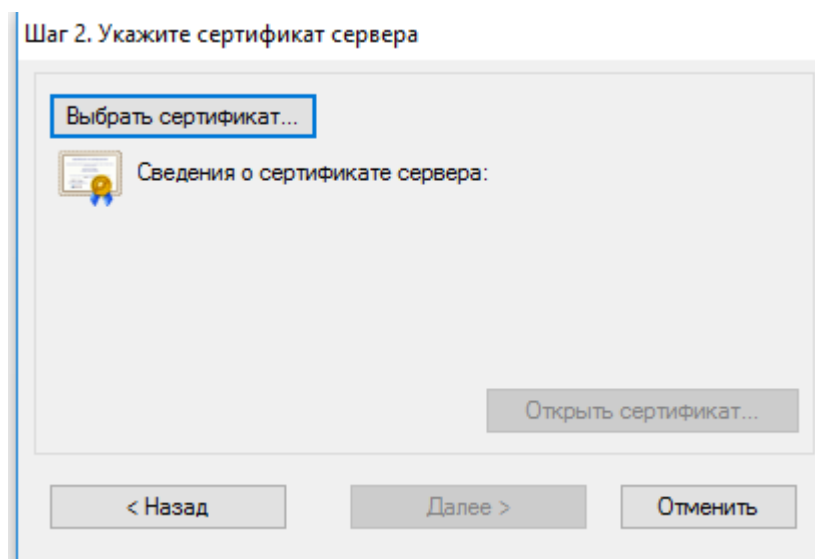 Шаг 2. Укажите сертификат сервера
Выбрать сертификат...
Сведения о сертификате сервера:
Открыть сертификат...
< Назад
Далее >
Отменить